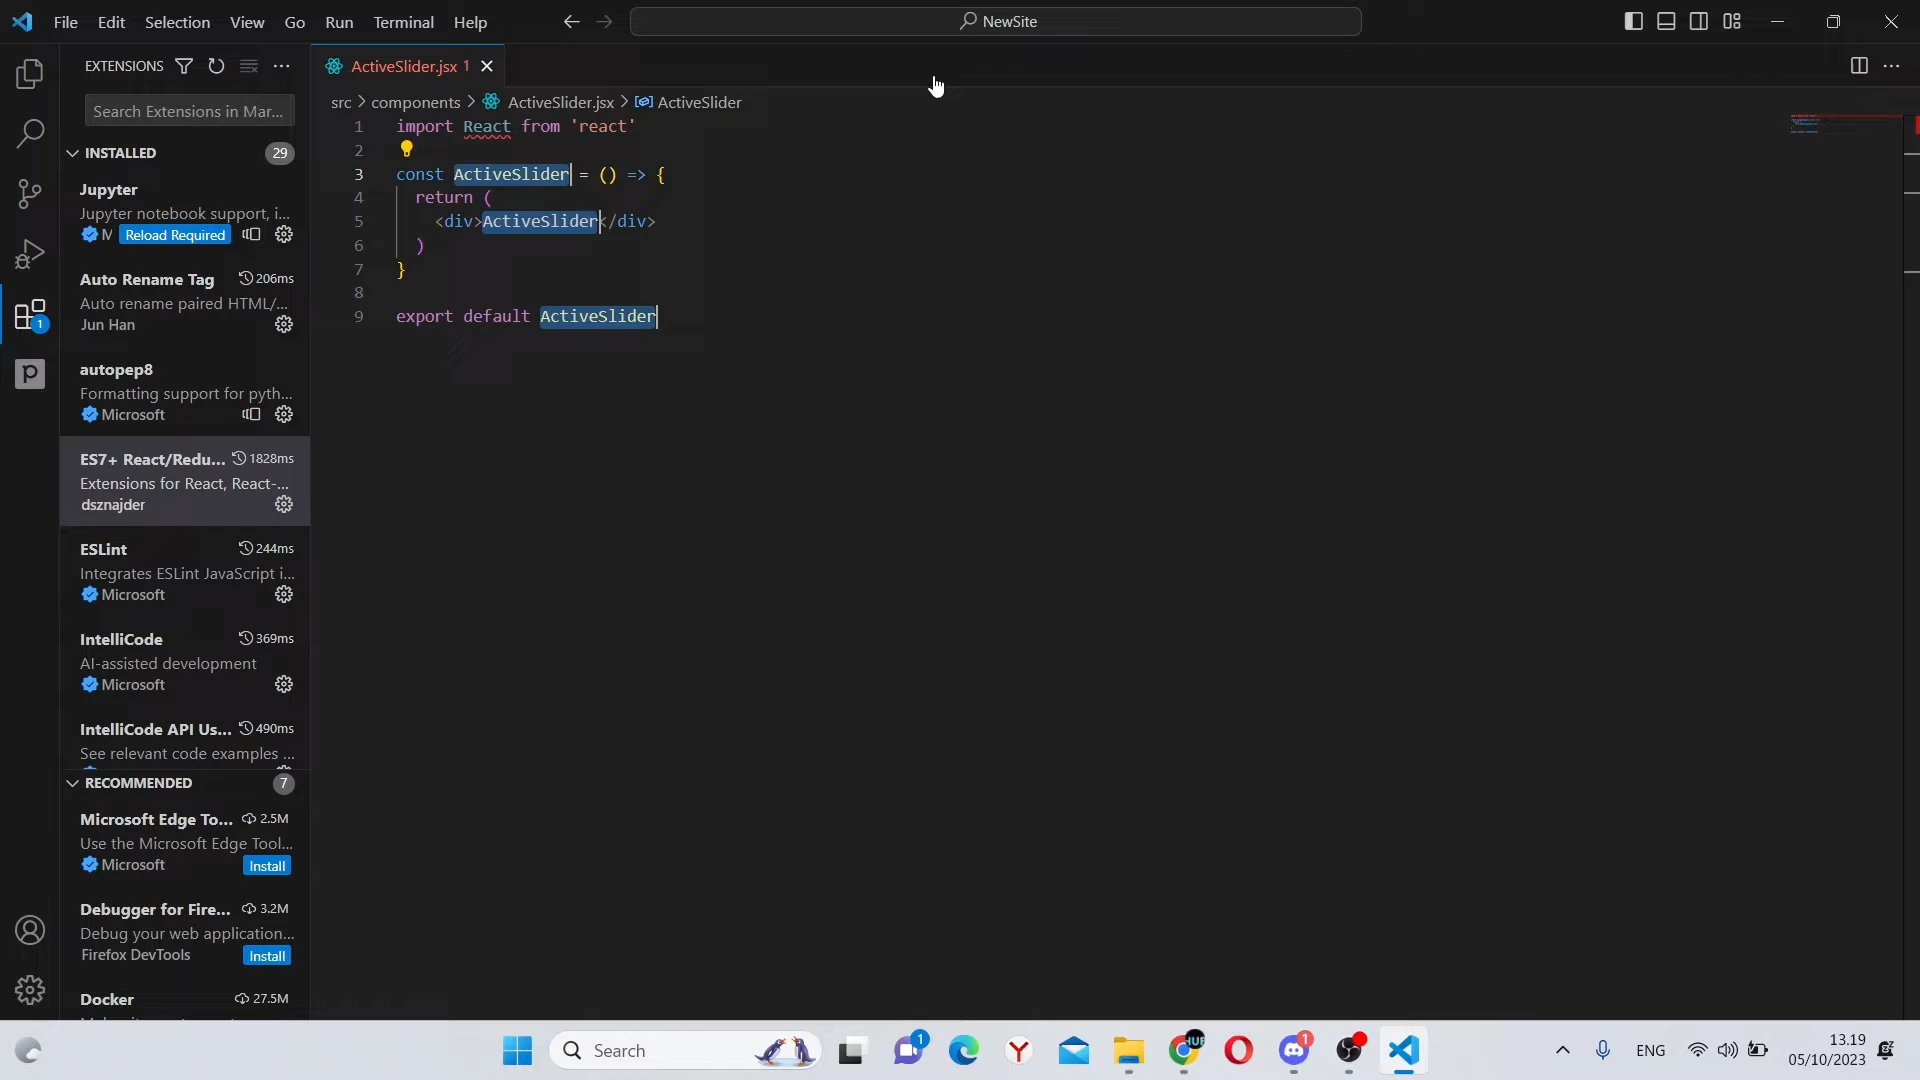 File Edit Selection View Go Run Terminal Help
NewSite
EXTENSIONS
Search Extensions in Mar...
INSTALLED 29
Jupyter
Jupyter notebook support, i...
M Reload Required
Auto Rename Tag 206ms
Auto rename paired HTML/...
Jun Han
autopep8
Formatting support for pyth...
Microsoft
ES7+ React/Redu... 1828ms
Extensions for React, React-...
dsznajder
ESLint 244ms
Integrates ESLint JavaScript i...
Microsoft
IntelliCode 369ms
AI-assisted development
Microsoft
IntelliCode API Us... 490ms
See relevant code examples ...
RECOMMENDED 7
Microsoft Edge To... 2.5M
Use the Microsoft Edge Tool...
Microsoft Install
Debugger for Fire... 3.2M
Debug your web application...
Firefox DevTools Install
Docker 27.5M
1
P
ActiveSlider.jsx 1
src > components > ActiveSlider.jsx > ActiveSlider
1 import React from 'react'
2
3 const ActiveSlider = () => {
4 return (
5 <div>ActiveSlider</div>
6 )
7 }
8
9 export default ActiveSlider
Search
1
HUB
1
ENG
13.19
05/10/2023